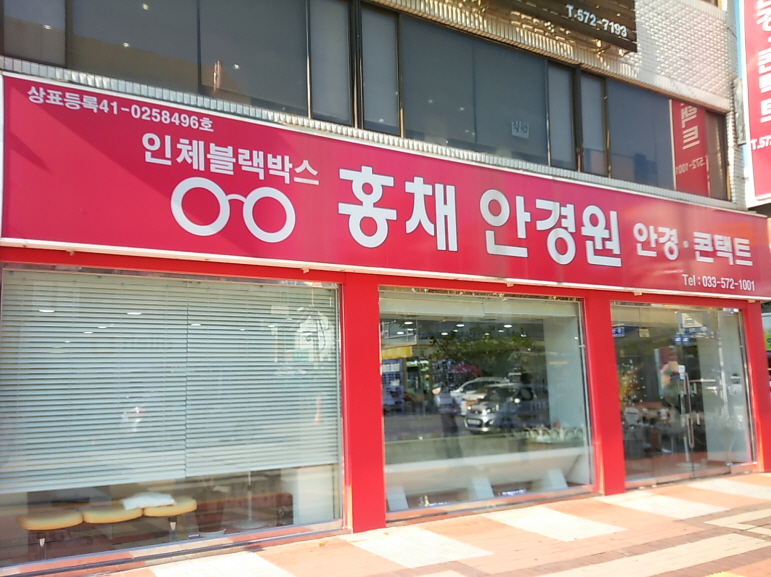 T.572-7193
상표등록41-0258496호
인체블랙박스
홍채 안경원 안경·콘택트
Tel : 033-572-1001